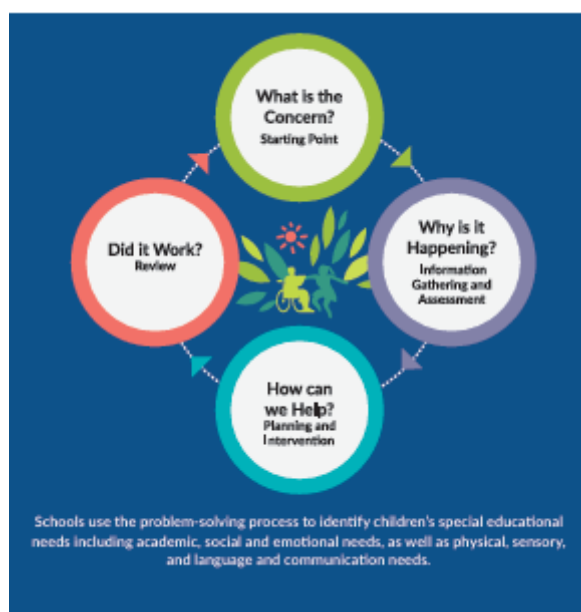 What is the
Concern?
Starting Point
Why is it
Happening?
Information
Gathering and
Assessment
How can
we Help?
Planning and
Intervention
Did it Work?
Review
Schools use the problem-solving process to identify children's special educational
needs including academic, social and emotional needs, as well as physical, sensory,
and language and communication needs.